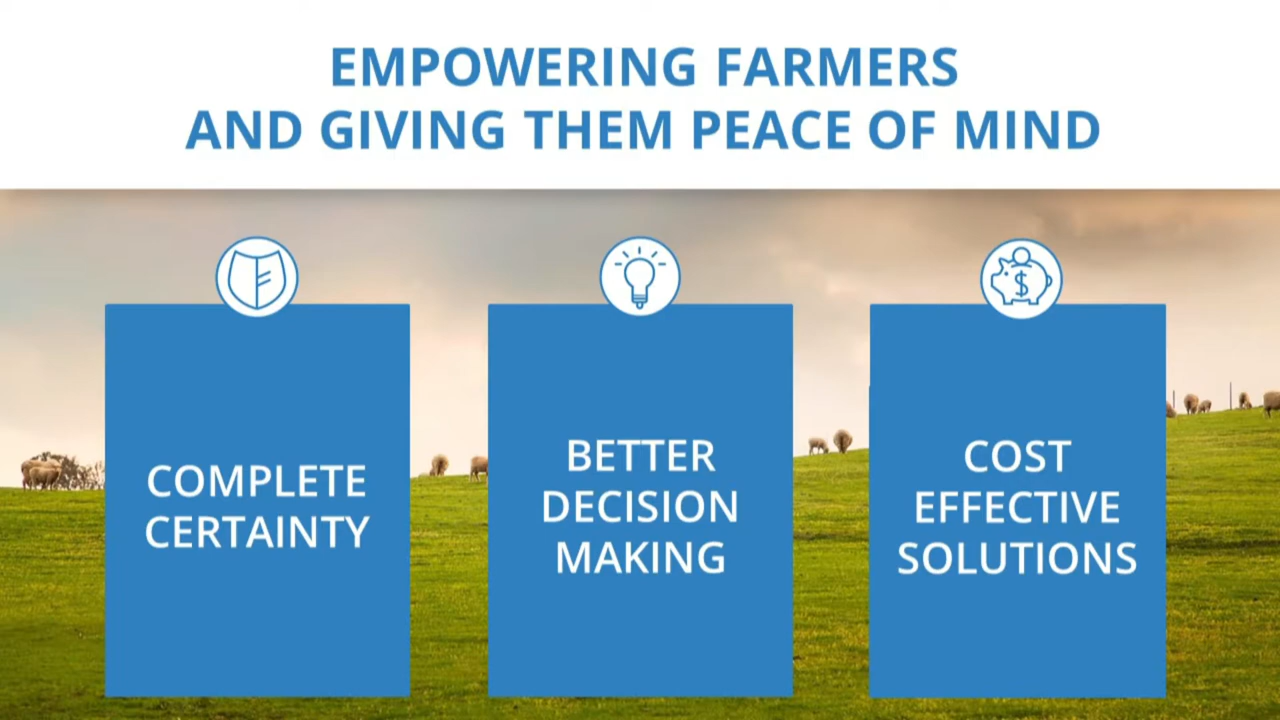 EMPOWERING FARMERS
AND GIVING THEM PEACE OF MIND
COMPLETE
CERTAINTY
BETTER
DECISION
MAKING
COST
EFFECTIVE
SOLUTIONS
$